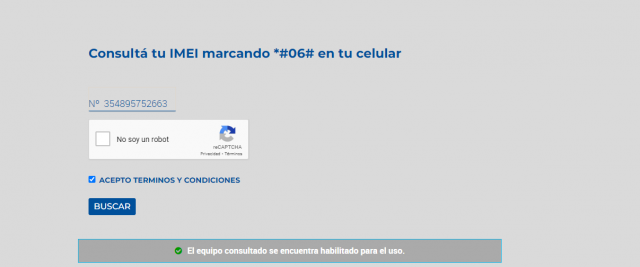 Consultá tu IMEI marcando *#06# en tu celular
Nº 354895752663
No soy un robot
reCAPTCHA
Privacidad - Términos
ACEPTO TERMINOS Y CONDICIONES
BUSCAR
El equipo consultado se encuentra habilitado para el uso.